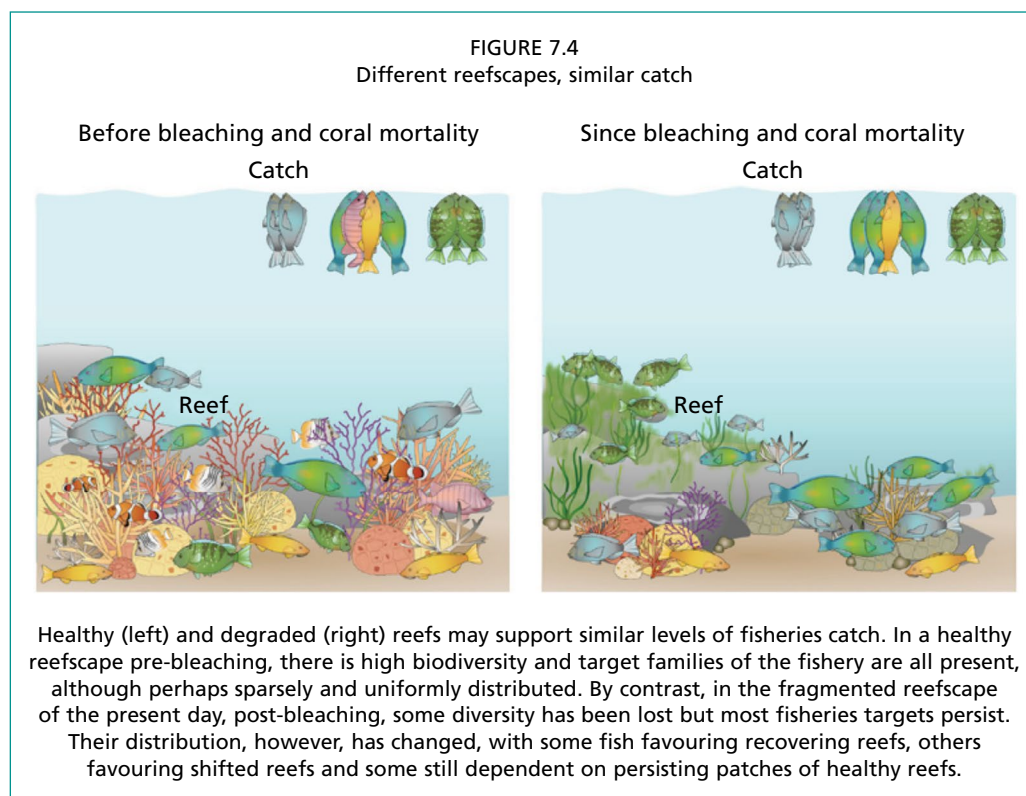 FIGURE 7.4
Different reefscapes, similar catch
Before bleaching and coral mortality
Since bleaching and coral mortality
Catch
Catch
Reef
Reef
Healthy (left) and degraded (right) reefs may support similar levels of fisheries catch. In a healthy
reefscape pre-bleaching, there is high biodiversity and target families of the fishery are all present,
although perhaps sparsely and uniformly distributed. By contrast, in the fragmented reefscape
of the present day, post-bleaching, some diversity has been lost but most fisheries targets persist.
Their distribution, however, has changed, with some fish favouring recovering reefs, others
favouring shifted reefs and some still dependent on persisting patches of healthy reefs.